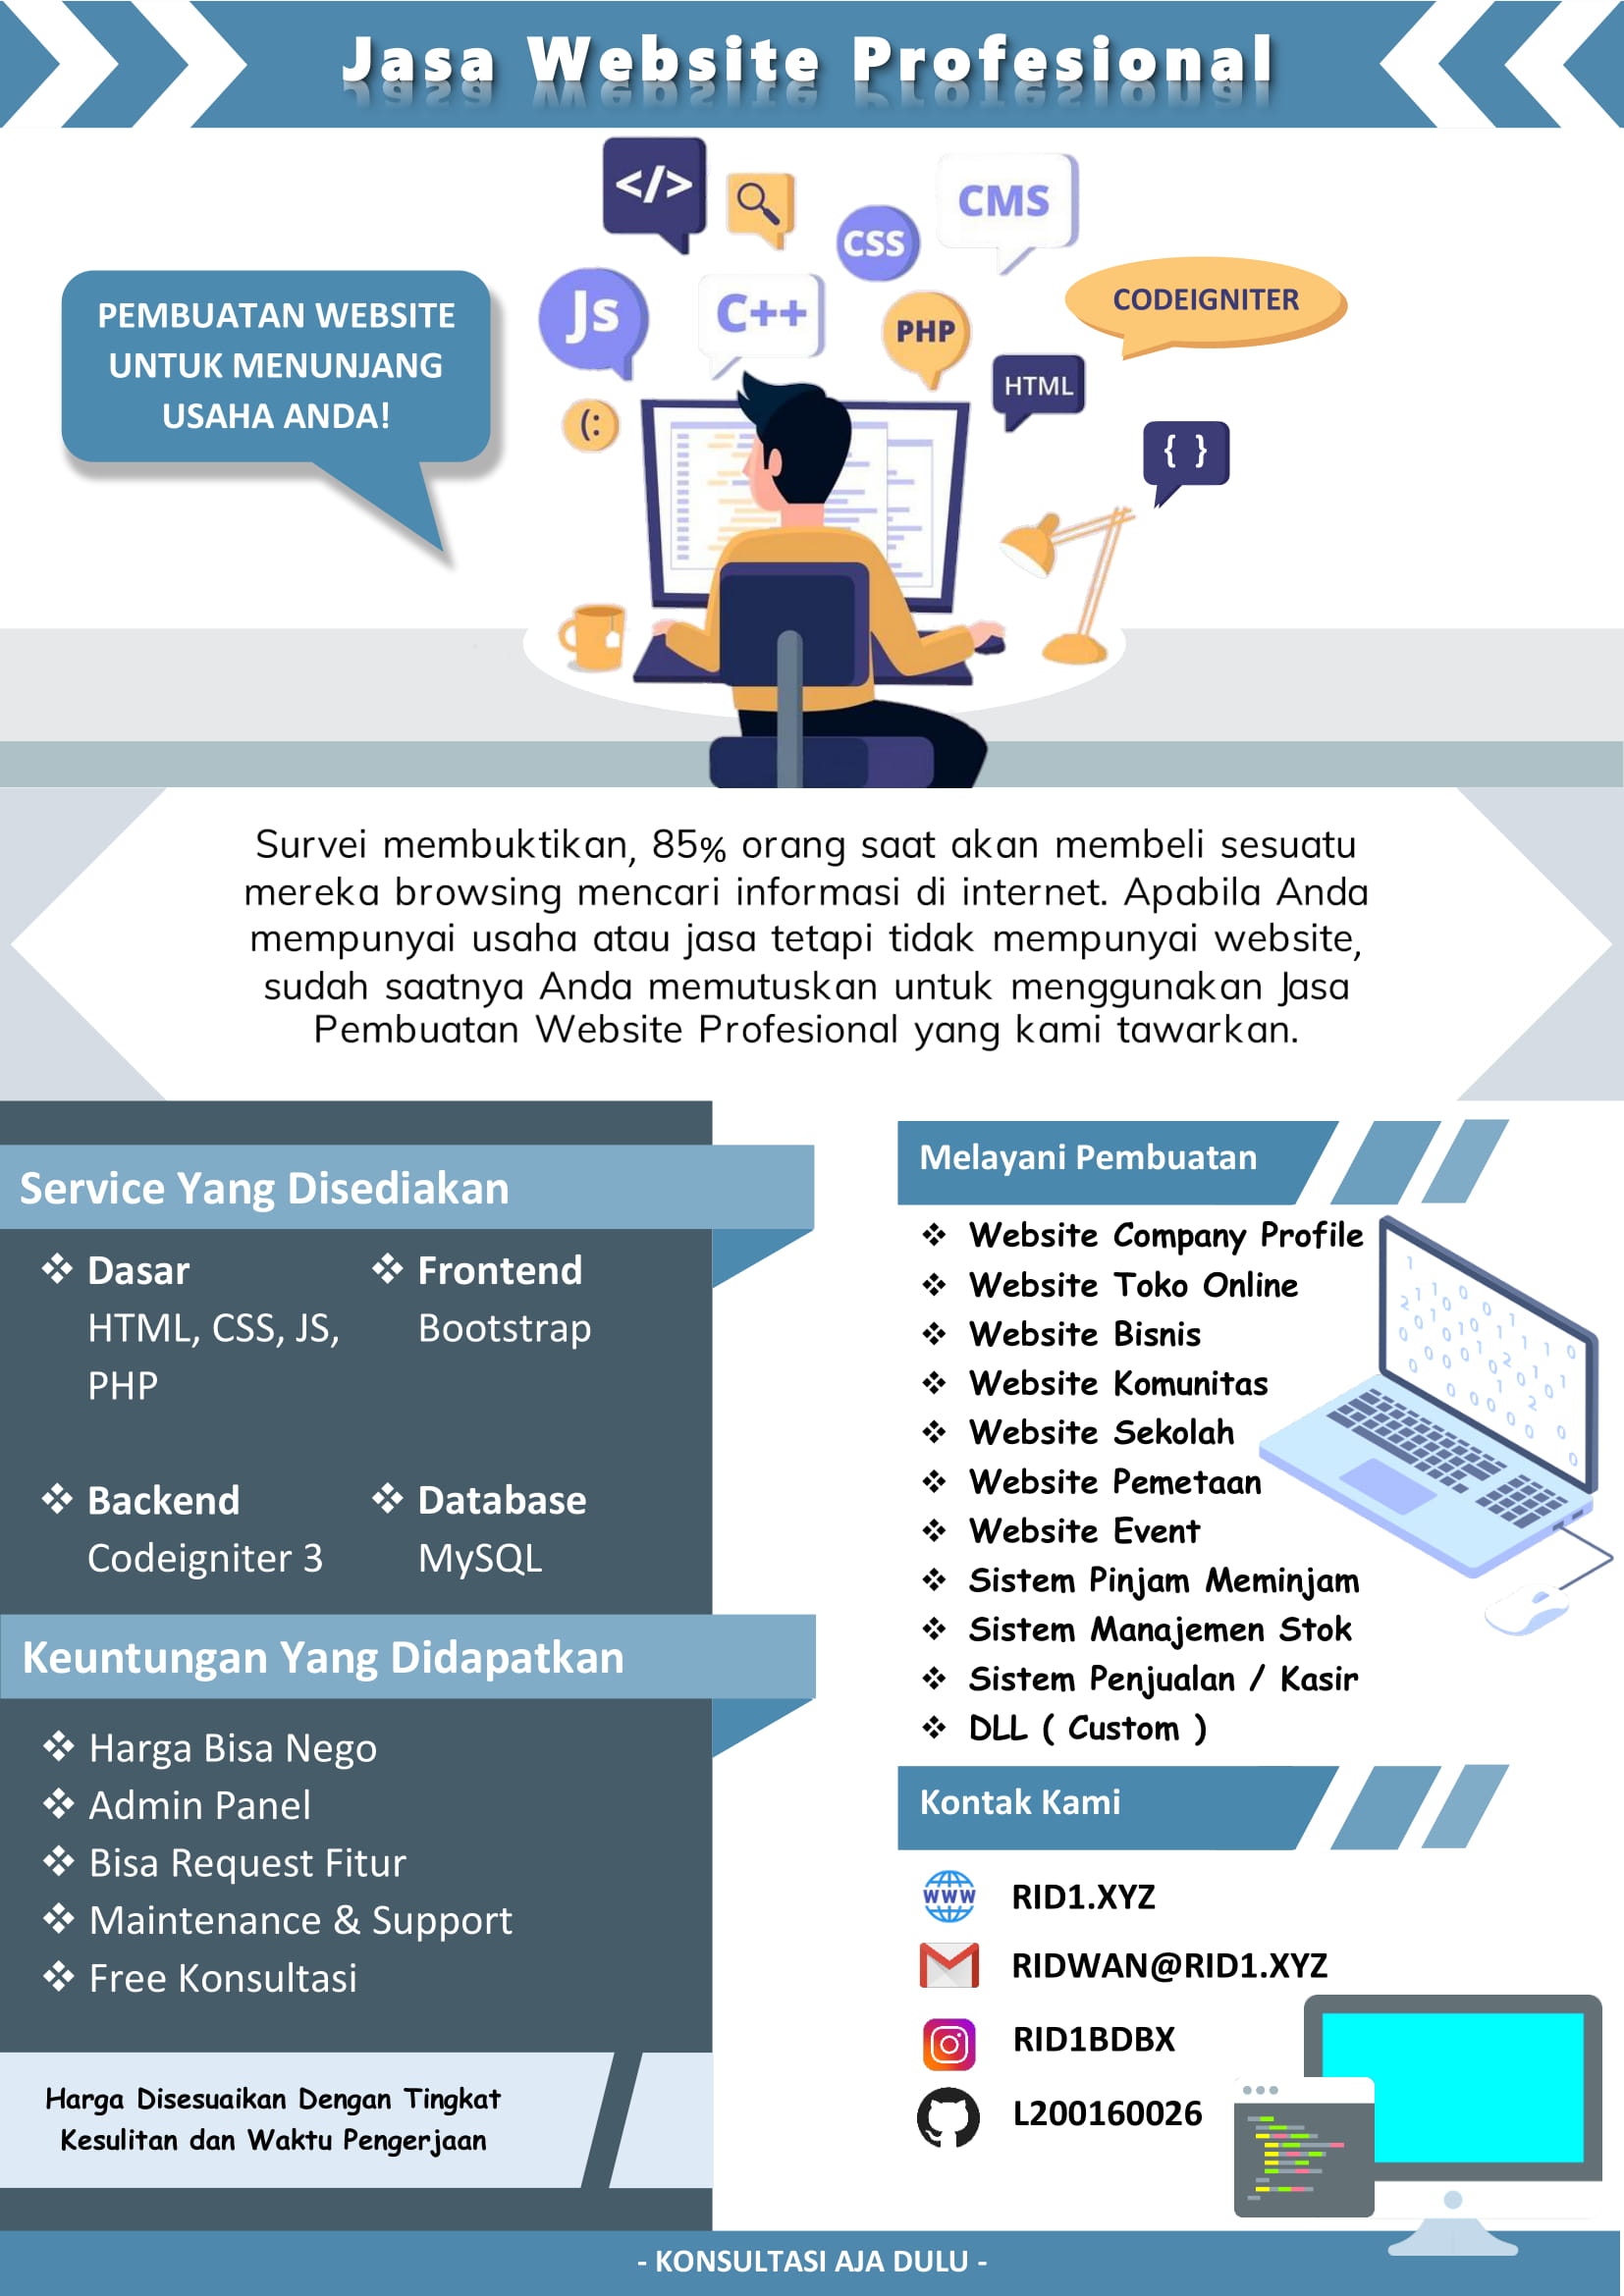 Jasa Website Profesional
</>
CMS
CSS
CODEIGNITER
PEMBUATAN WEBSITE
UNTUK MENUNJANG
USAHA ANDA!
Js
C++
PHP
HTML
(:
{ }
Survei membuktikan, 85% orang saat akan membeli sesuatu
mereka browsing mencari informasi di internet. Apabila Anda
mempunyai usaha atau jasa tetapi tidak mempunyai website,
sudah saatnya Anda memutuskan untuk menggunakan Jasa
Pembuatan Website Profesional yang kami tawarkan.
Service Yang Disediakan
❖ Dasar
HTML, CSS, JS,
PHP
❖ Frontend
Bootstrap
❖ Backend
Codeigniter 3
❖ Database
MySQL
Keuntungan Yang Didapatkan
❖ Harga Bisa Nego
❖ Admin Panel
❖ Bisa Request Fitur
❖ Maintenance & Support
❖ Free Konsultasi
Harga Disesuaikan Dengan Tingkat
Kesulitan dan Waktu Pengerjaan
Melayani Pembuatan
❖ Website Company Profile
❖ Website Toko Online
❖ Website Bisnis
❖ Website Komunitas
❖ Website Sekolah
❖ Website Pemetaan
❖ Website Event
❖ Sistem Pinjam Meminjam
❖ Sistem Manajemen Stok
❖ Sistem Penjualan / Kasir
❖ DLL ( Custom )
Kontak Kami
www RID1.XYZ
RIDWAN@RID1.XYZ
RID1BDBX
L200160026
- KONSULTASI AJA DULU -